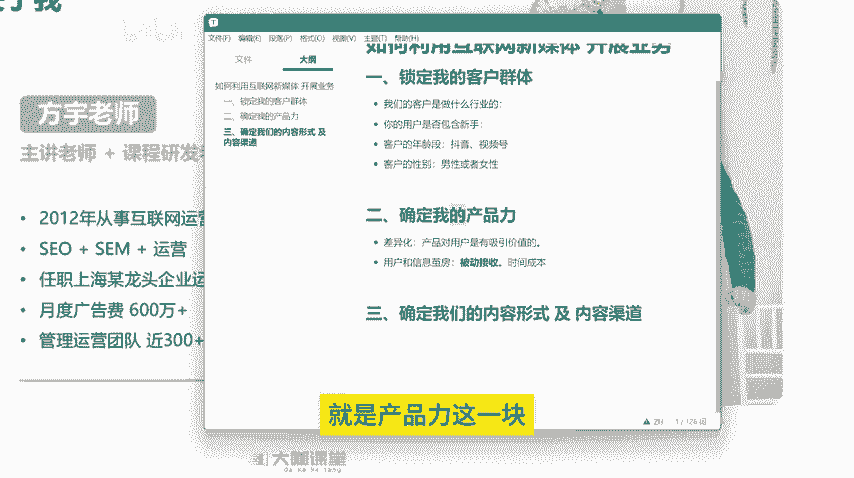 方宇老师
主讲老师 + 课程研发
• 2012年从事互联网运营
• SEO + SEM + 运营
• 任职上海某龙头企业运
• 月度广告费 600万+
• 管理运营团队 近300+
文件(F) 编辑(E) 段落(P) 格式(O) 视图(V) 主题(T) 帮助(H)
文件 大纲
如何利用互联网新媒体 开展业务
一、锁定我的客户群体
二、确定我的产品力
三、确定我们的内容形式 及
内容渠道
如何利用互联网新媒体 开展业务
一、锁定我的客户群体
• 我们的客户是做什么行业的：
• 你的用户是否包含新手：
• 客户的年龄段：抖音、视频号
• 客户的性别：男性或者女性
二、确定我的产品力
• 差异化：产品对用户是有吸引价值的。
• 用户和信息茧房：被动接收。时间成本
三、确定我们的内容形式 及 内容渠道
就是产品力这一块
大咖课堂